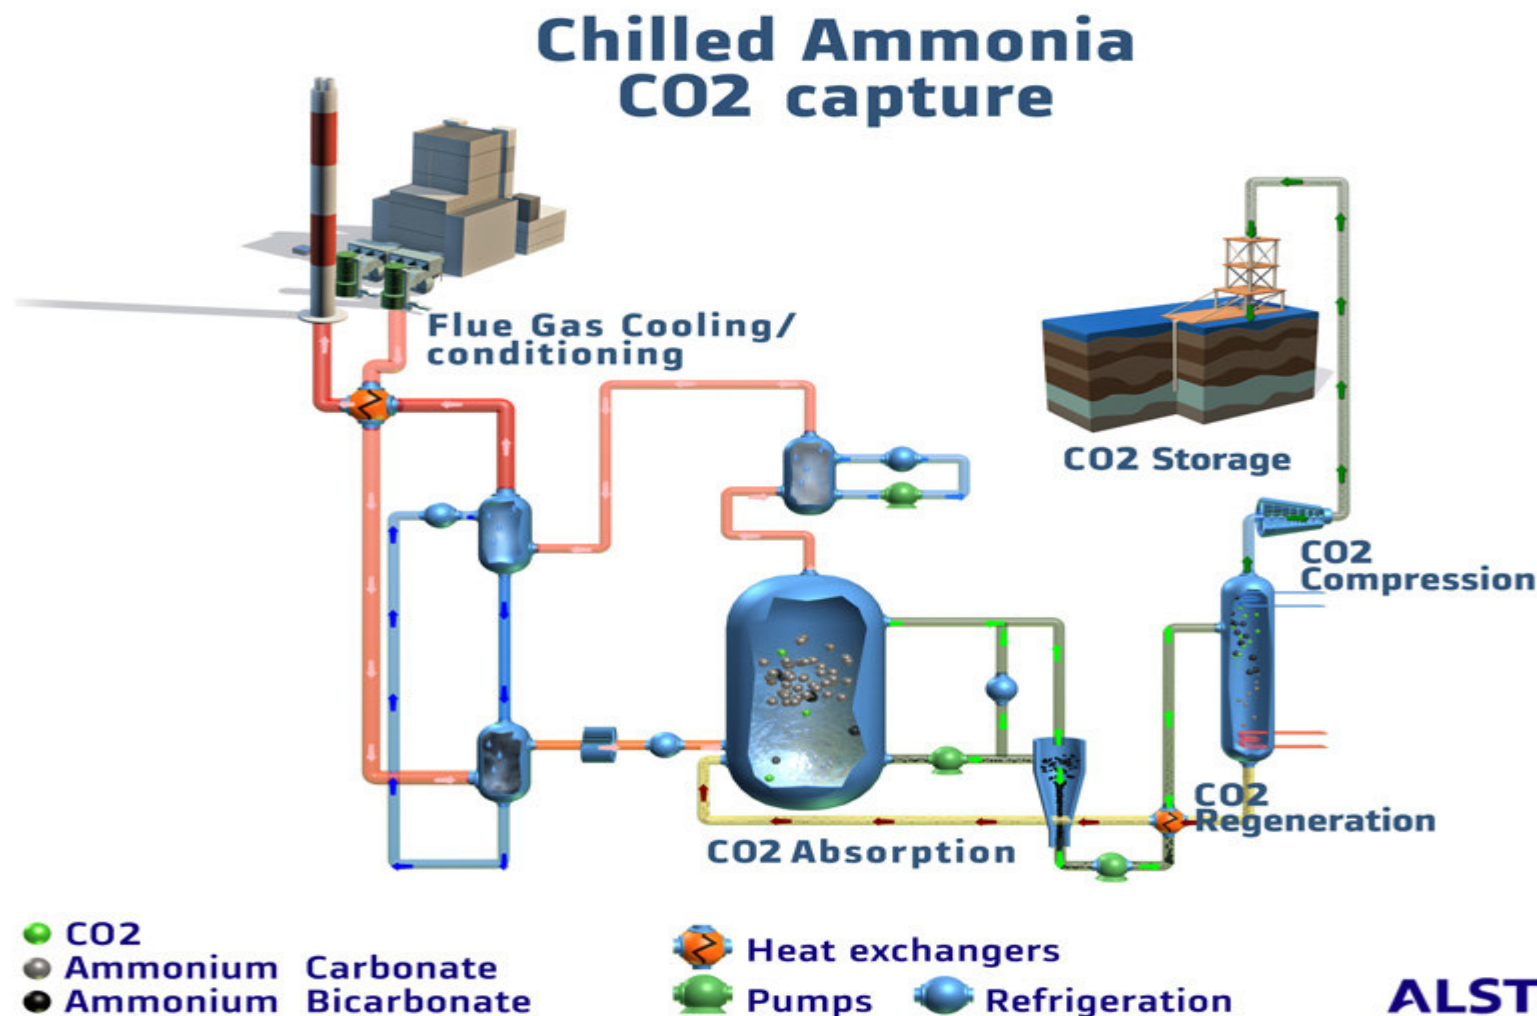 Chilled Ammonia
CO2 capture
Flue Gas Cooling/
conditioning
CO2 Storage
CO2
Compression
CO2
Regeneration
CO2 Absorption
CO2
Ammonium Carbonate
Ammonium Bicarbonate
Heat exchangers
Pumps
Refrigeration
ALST